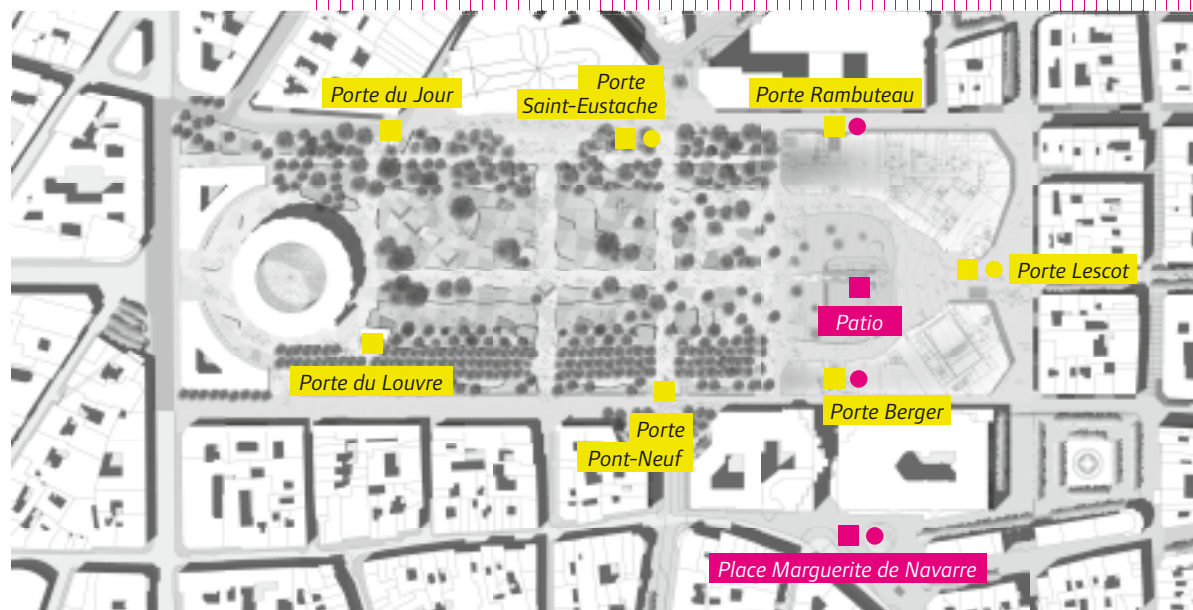 Porte
Saint-Eustache
Porte du Jour
Porte Rambuteau
Porte Lescot
Patio
Porte du Louvre
Porte Berger
Porte
Pont-Neuf
Place Marguerite de Navarre